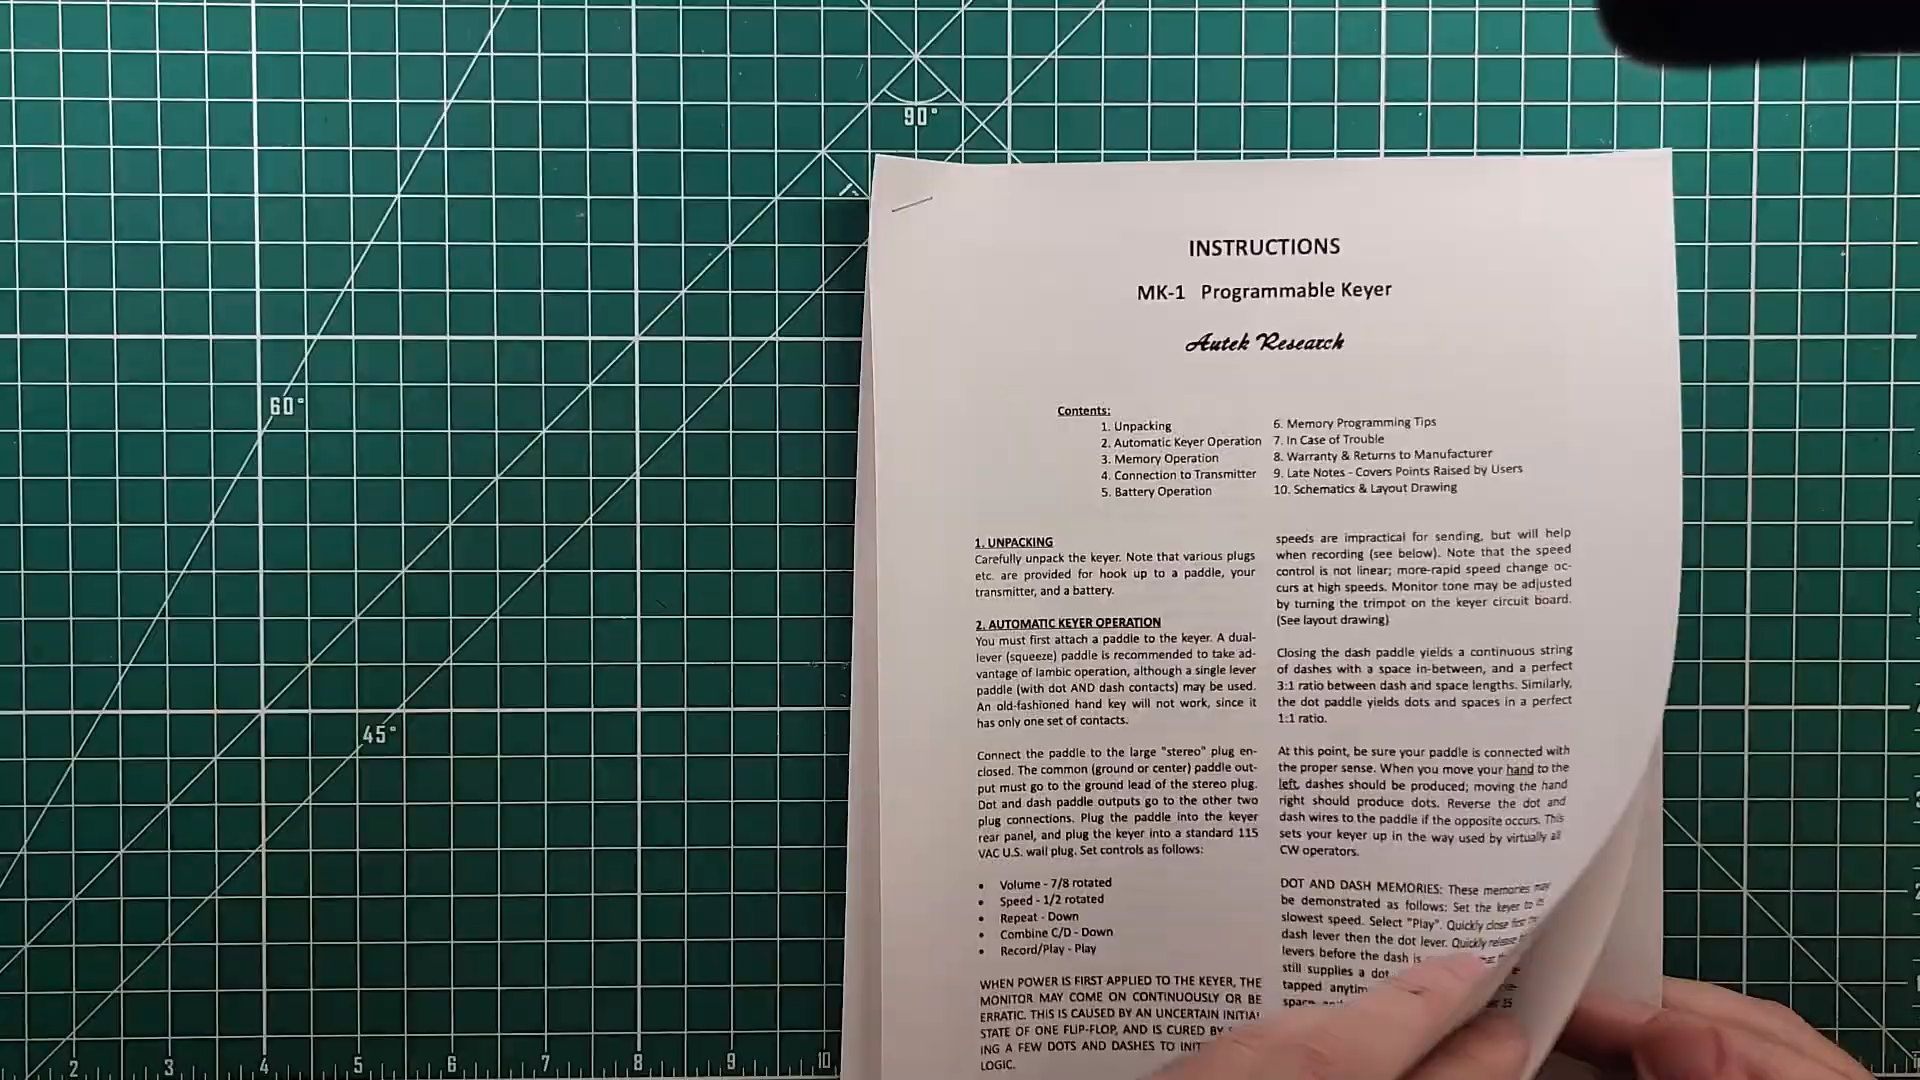 90°
60°
45°
2 3 4 5 6 7 8 9 10
INSTRUCTIONS
MK-1 Programmable Keyer
Autek Research
Contents:
1. Unpacking
2. Automatic Keyer Operation
3. Memory Operation
4. Connection to Transmitter
5. Battery Operation
6. Memory Programming Tips
7. In Case of Trouble
8. Warranty & Returns to Manufacturer
9. Late Notes - Covers Points Raised by Users
10. Schematics & Layout Drawing
1. UNPACKING
Carefully unpack the keyer. Note that various plugs
etc. are provided for hook up to a paddle, your
transmitter, and a battery.
2. AUTOMATIC KEYER OPERATION
You must first attach a paddle to the keyer. A dual-
lever (squeeze) paddle is recommended to take ad-
vantage of Iambic operation, although a single lever
paddle (with dot AND dash contacts) may be used.
An old-fashioned hand key will not work, since it
has only one set of contacts.
Connect the paddle to the large "stereo" plug en-
closed. The common (ground or center) paddle out-
put must go to the ground lead of the stereo plug.
Dot and dash paddle outputs go to the other two
plug connections. Plug the paddle into the keyer
rear panel, and plug the keyer into a standard 115
VAC U.S. wall plug. Set controls as follows:
• Volume - 7/8 rotated
• Speed - 1/2 rotated
• Repeat - Down
• Combine C/D - Down
• Record/Play - Play
WHEN POWER IS FIRST APPLIED TO THE KEYER, THE
MONITOR MAY COME ON CONTINUOUSLY OR BE
ERRATIC. THIS IS CAUSED BY AN UNCERTAIN INITIAL
STATE OF ONE FLIP-FLOP, AND IS CURED BY
ING A FEW DOTS AND DASHES TO
LOGIC.
speeds are impractical for sending, but will help
when recording (see below). Note that the speed
control is not linear; more-rapid speed change oc-
curs at high speeds. Monitor tone may be adjusted
by turning the trimpot on the keyer circuit board.
(See layout drawing)
Closing the dash paddle yields a continuous string
of dashes with a space in-between, and a perfect
3:1 ratio between dash and space lengths. Similarly,
the dot paddle yields dots and spaces in a perfect
1:1 ratio.
At this point, be sure your paddle is connected with
the proper sense. When you move your hand to the
left, dashes should be produced; moving the hand
right should produce dots. Reverse the dot and
dash wires to the paddle if the opposite occurs. This
sets your keyer up in the way used by virtually all
CW operators.
DOT AND DASH MEMORIES: These memories may
be demonstrated as follows: Set the keyer to its
slowest speed. Select "Play". Quickly close first the
dash lever then the dot lever. Quickly release
levers before the dash is
still supplies a dot
tapped